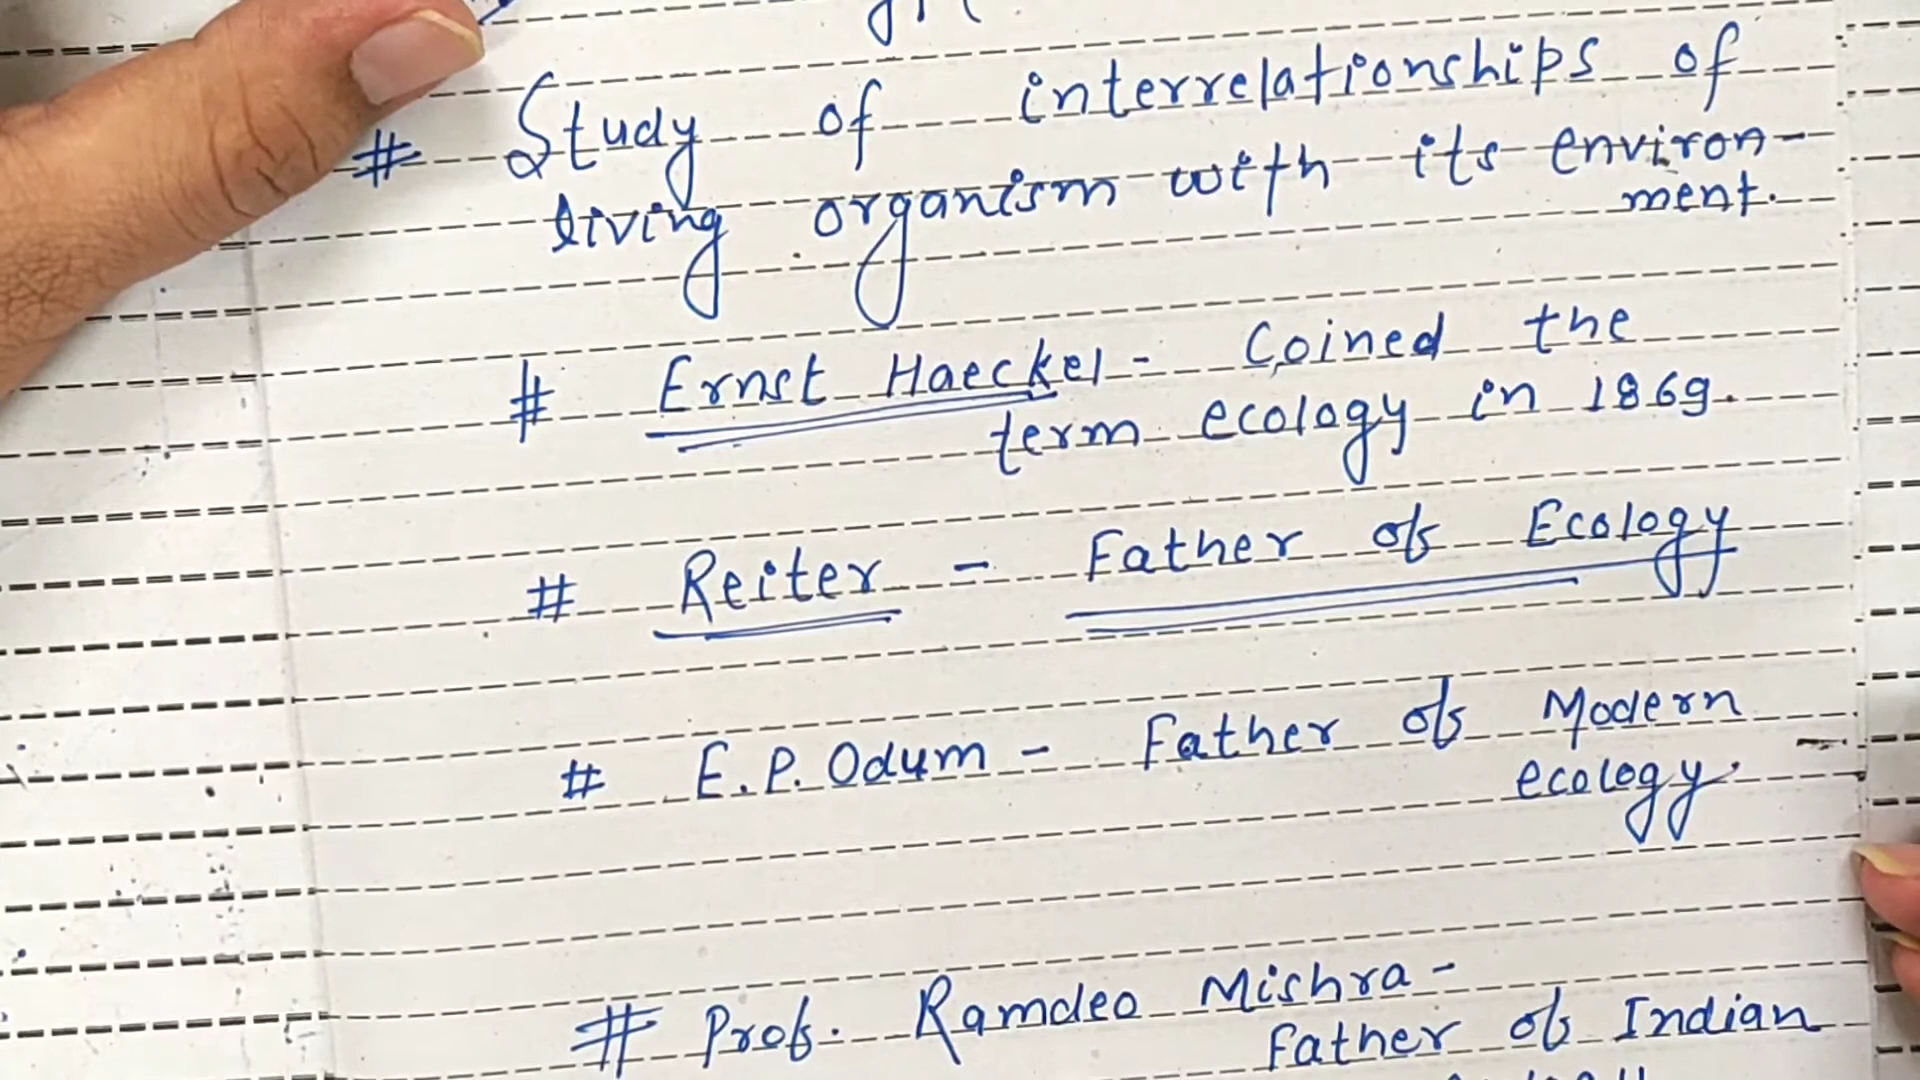 # Study of interrelationships of
living organism with its environ-
ment.
# Ernst Haeckel - Coined the
term ecology in 1869.
# Reiter - Father of Ecology
# E.P. Odum - Father of Modern
ecology.
# Prof. Ramdeo Mishra -
Father of Indian